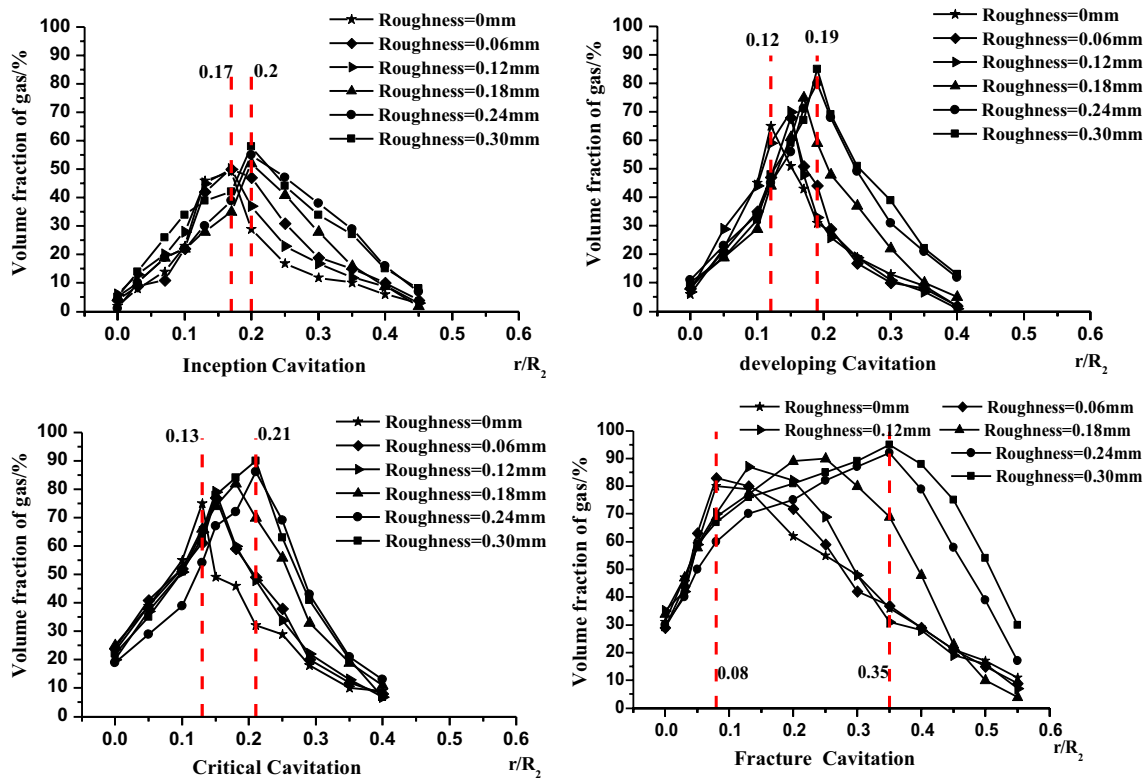 Volume fraction of gas/%
100
90
80
70
60
50
40
30
20
10
0
0.17
0.2
Roughness=0mm
Roughness=0.06mm
Roughness=0.12mm
Roughness=0.18mm
Roughness=0.24mm
Roughness=0.30mm
0.0 0.1 0.2 0.3 0.4 0.5 0.6
Inception Cavitation
r/R2
Volume fraction of gas/%
100
90
80
70
60
50
40
30
20
10
0
0.12
0.19
Roughness=0mm
Roughness=0.06mm
Roughness=0.12mm
Roughness=0.18mm
Roughness=0.24mm
Roughness=0.30mm
0.0 0.1 0.2 0.3 0.4 0.5 0.6
developing Cavitation
r/R2
Volume fraction of gas/%
100
90
80
70
60
50
40
30
20
10
0
0.13
0.21
Roughness=0mm
Roughness=0.06mm
Roughness=0.12mm
Roughness=0.18mm
Roughness=0.24mm
Roughness=0.30mm
0.0 0.1 0.2 0.3 0.4 0.5 0.6
Critical Cavitation
r/R2
Volume fraction of gas/%
100
90
80
70
60
50
40
30
20
10
0
Roughness=0mm Roughness=0.06mm
Roughness=0.12mm Roughness=0.18mm
Roughness=0.24mm
Roughness=0.30mm
0.08
0.35
0.0 0.1 0.2 0.3 0.4 0.5 0.6
Fracture Cavitation
r/R2